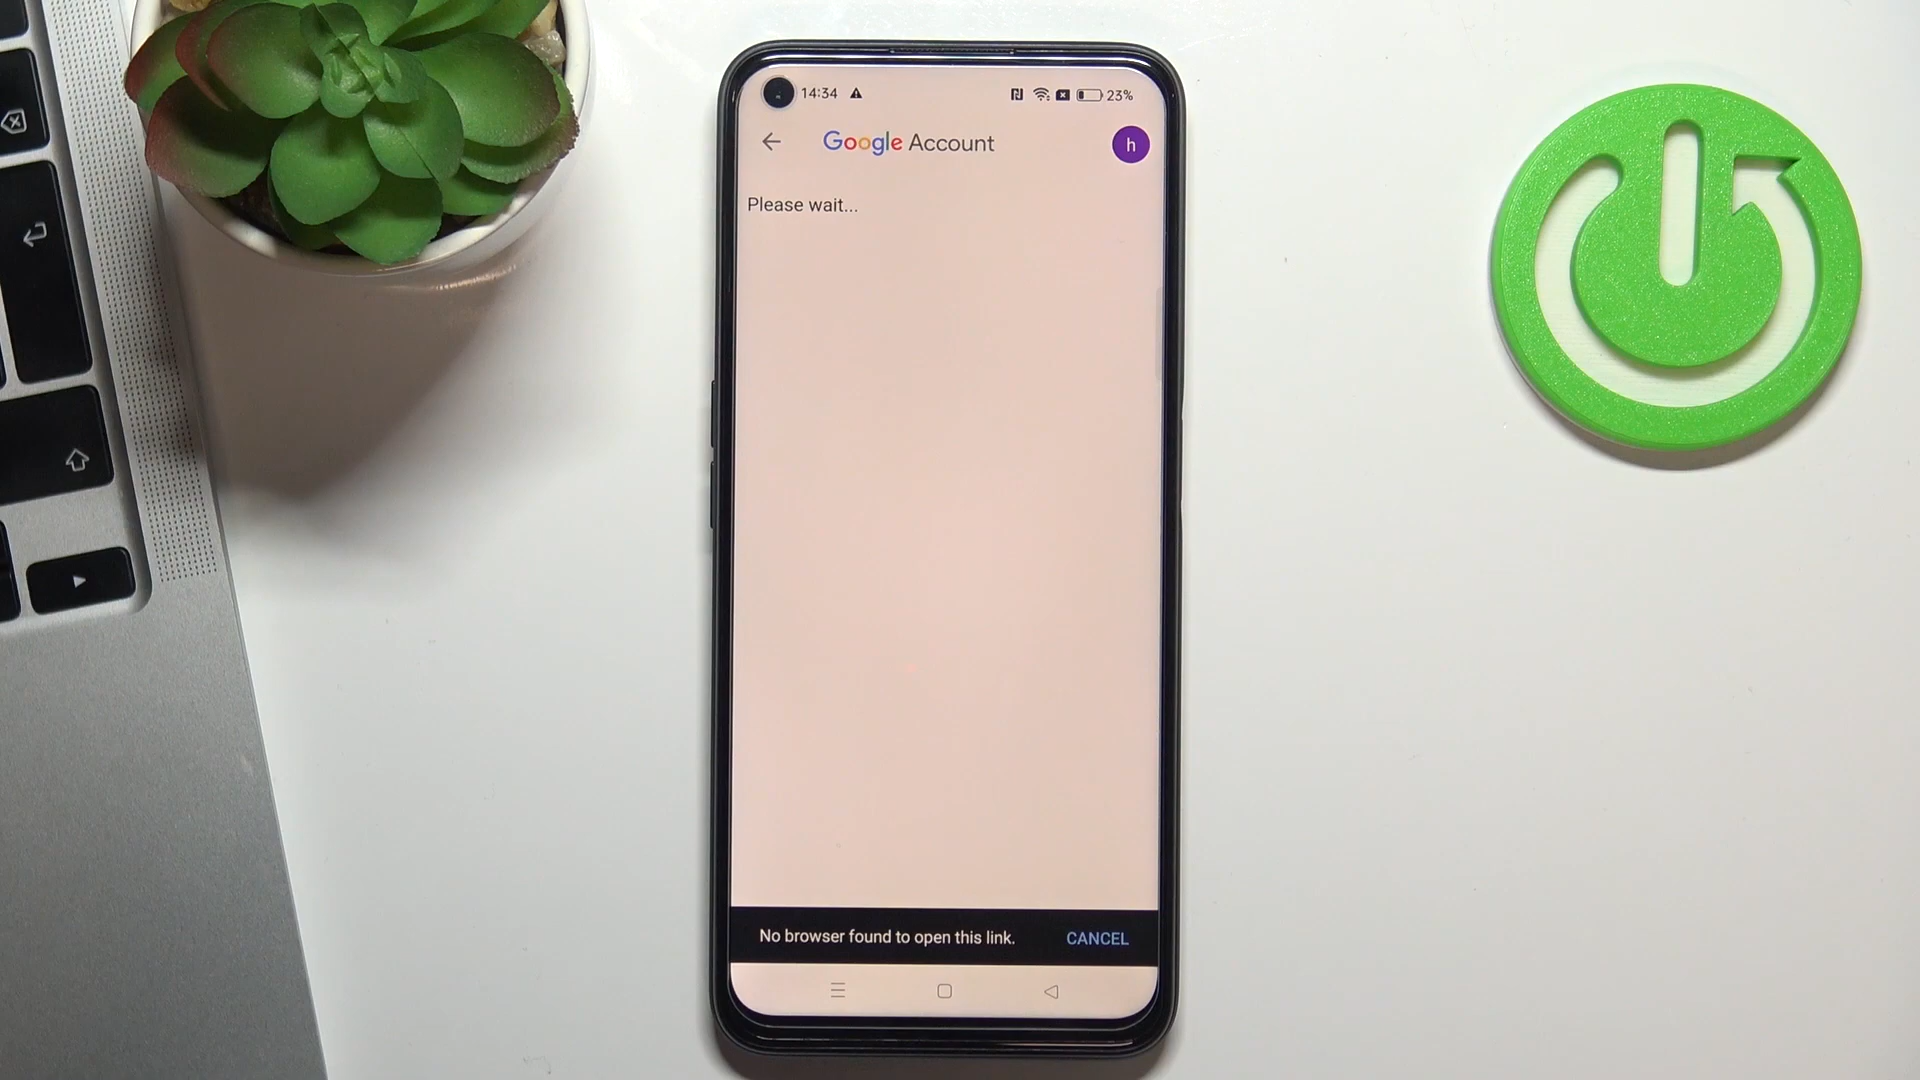 14:34
23%
Google Account
h
Please wait...
No browser found to open this link.
CANCEL